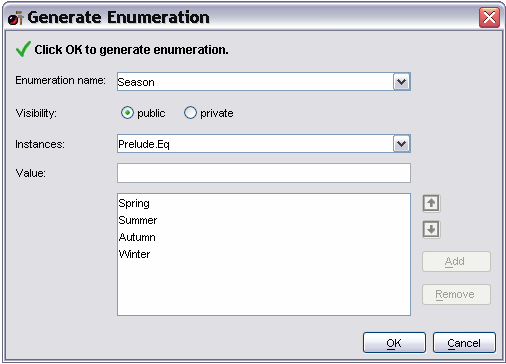 Generate Enumeration
Click OK to generate enumeration.
Enumeration name: Season
Visibility: public private
Instances: Prelude.Eq
Value:
Spring
Summer
Autumn
Winter
Add
Remove
OK Cancel